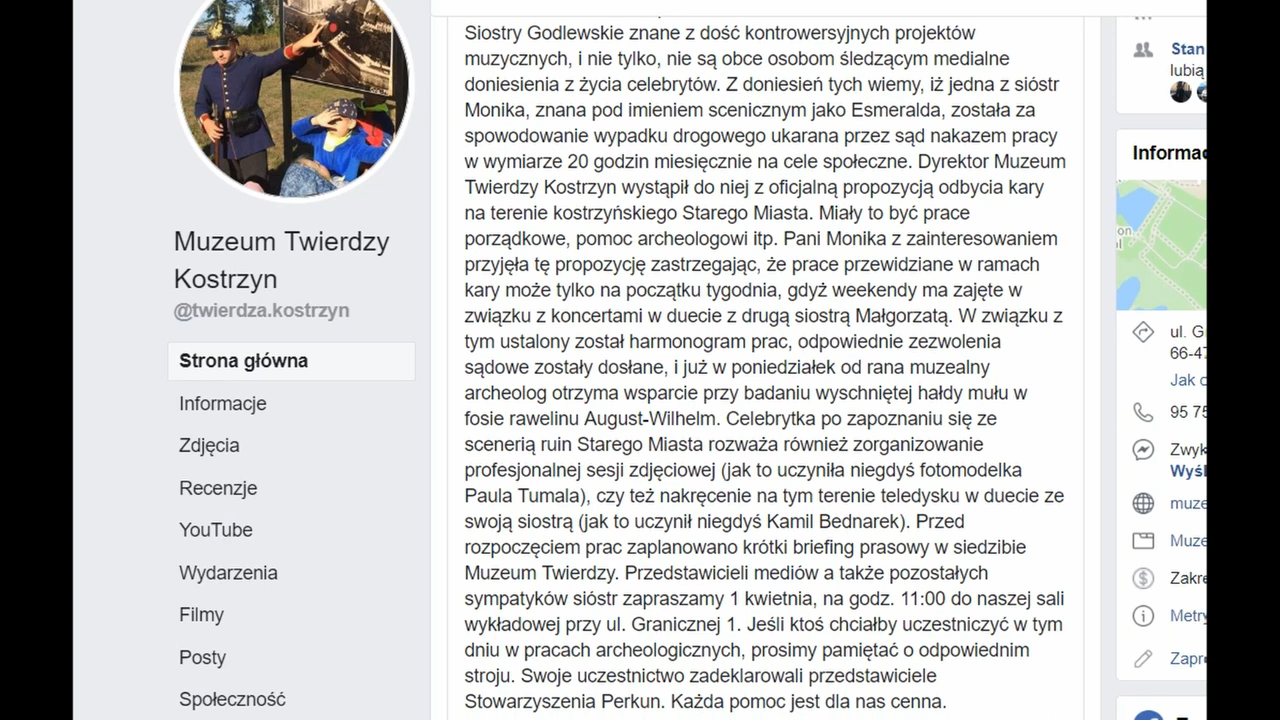 Muzeum Twierdzy
Kostrzyn
@twierdza.kostrzyn
Strona główna
Informacje
Zdjęcia
Recenzje
YouTube
Wydarzenia
Filmy
Posty
Społeczność
Siostry Godlewskie znane z dość kontrowersyjnych projektów
muzycznych, i nie tylko, nie są obce osobom śledzącym medialne
doniesienia z życia celebrytów. Z doniesień tych wiemy, iż jedna z sióstr
Monika, znana pod imieniem scenicznym jako Esmeralda, została za
spowodowanie wypadku drogowego ukarana przez sąd nakazem pracy
w wymiarze 20 godzin miesięcznie na cele społeczne. Dyrektor Muzeum
Twierdzy Kostrzyn wystąpił do niej z oficjalną propozycją odbycia kary
na terenie kostrzyńskiego Starego Miasta. Miały to być prace
porządkowe, pomoc archeologowi itp. Pani Monika z zainteresowaniem
przyjęła tę propozycję zastrzegając, że prace przewidziane w ramach
kary może tylko na początku tygodnia, gdyż weekendy ma zajęte w
związku z koncertami w duecie z drugą siostrą Małgorzatą. W związku z
tym ustalony został harmonogram prac, odpowiednie zezwolenia
sądowe zostały dosłane, i już w poniedziałek od rana muzealny
archeolog otrzyma wsparcie przy badaniu wyschniętej hałdy mułu w
fosie rawelinu August-Wilhelm. Celebrytka po zapoznaniu się ze
scenerią ruin Starego Miasta rozważa również zorganizowanie
profesjonalnej sesji zdjęciowej (jak to uczyniła niegdyś fotomodelka
Paula Tumala), czy też nakręcenie na tym terenie teledysku w duecie ze
swoją siostrą (jak to uczynił niegdyś Kamil Bednarek). Przed
rozpoczęciem prac zaplanowano krótki briefing prasowy w siedzibie
Muzeum Twierdzy. Przedstawicieli mediów a także pozostałych
sympatyków sióstr zapraszamy 1 kwietnia, na godz. 11:00 do naszej sali
wykładowej przy ul. Granicznej 1. Jeśli ktoś chciałby uczestniczyć w tym
dniu w pracach archeologicznych, prosimy pamiętać o odpowiednim
stroju. Swoje uczestnictwo zadeklarowali przedstawiciele
Stowarzyszenia Perkun. Każda pomoc jest dla nas cenna.
Stan
lubią
Informac
ul. G
66-47
Jak d
95 75
Zwyk
Wyśl
muze
Muze
Zakre
Metry
Zapr